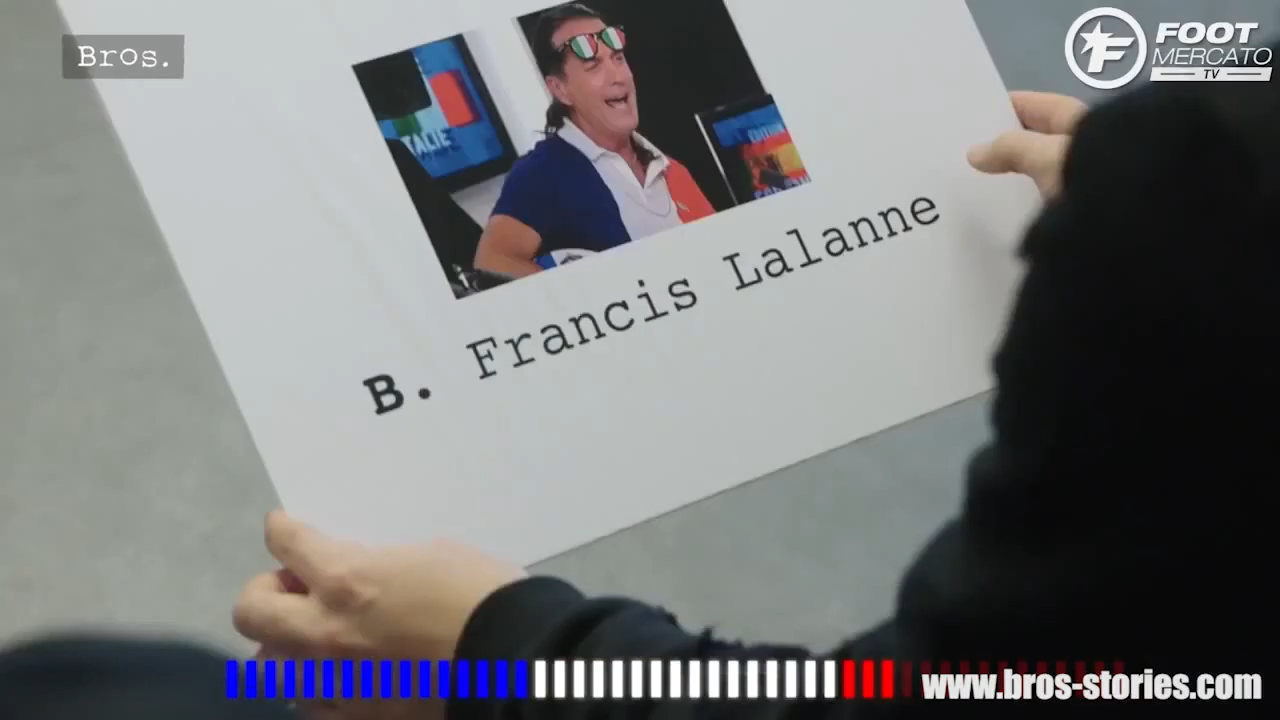 Bros.
FOOT
MERCATO
TV
B. Francis Lalanne
www.bros-stories.com